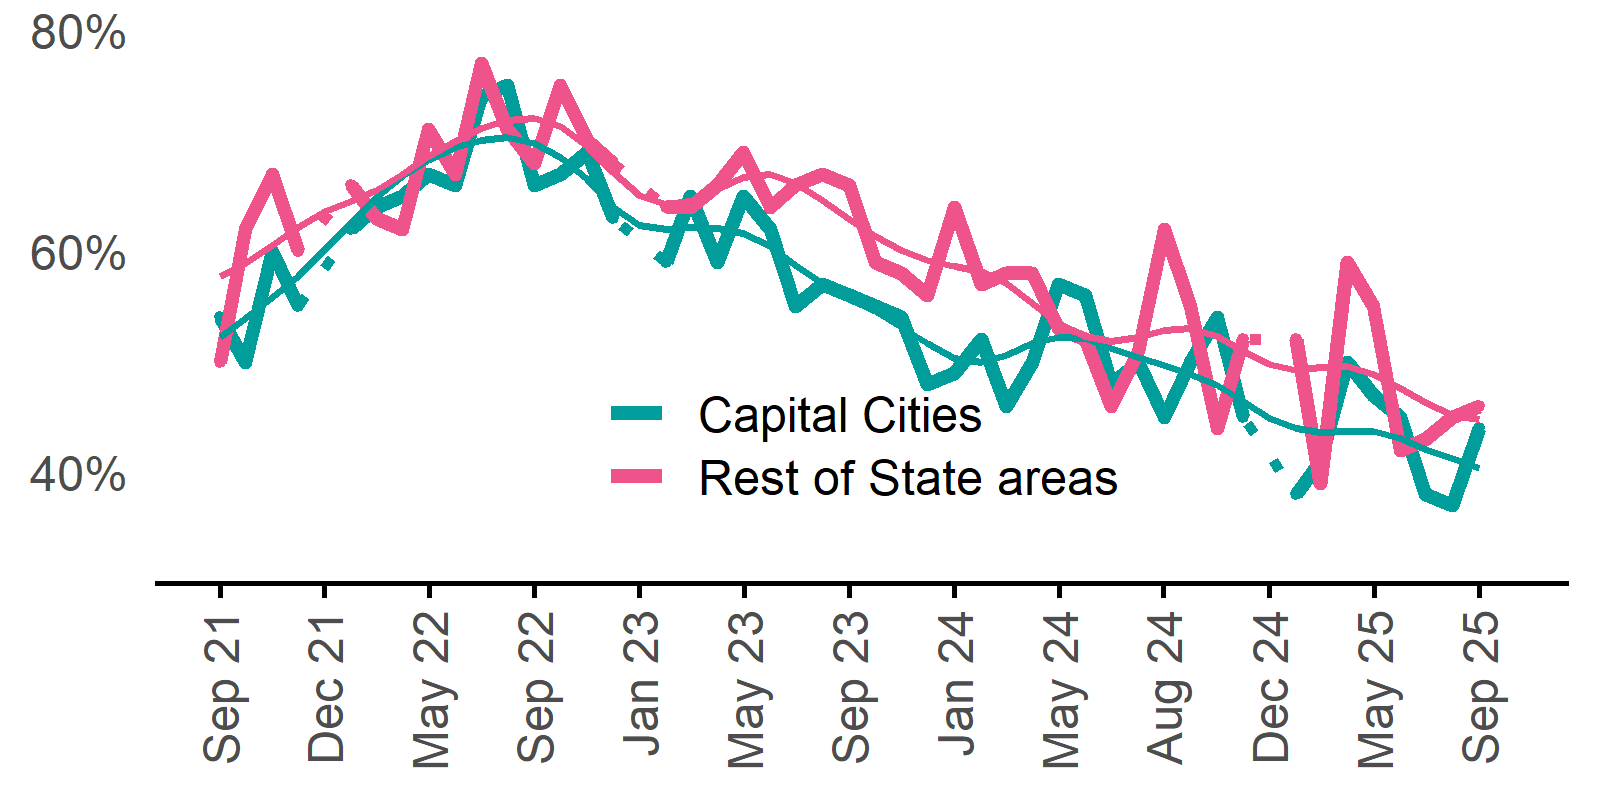 80%
60%
40%
Capital Cities
Rest of State areas
Sep 21
Dec 21
May 22
Sep 22
Jan 23
May 23
Sep 23
Jan 24
May 24
Aug 24
Dec 24
May 25
Sep 25